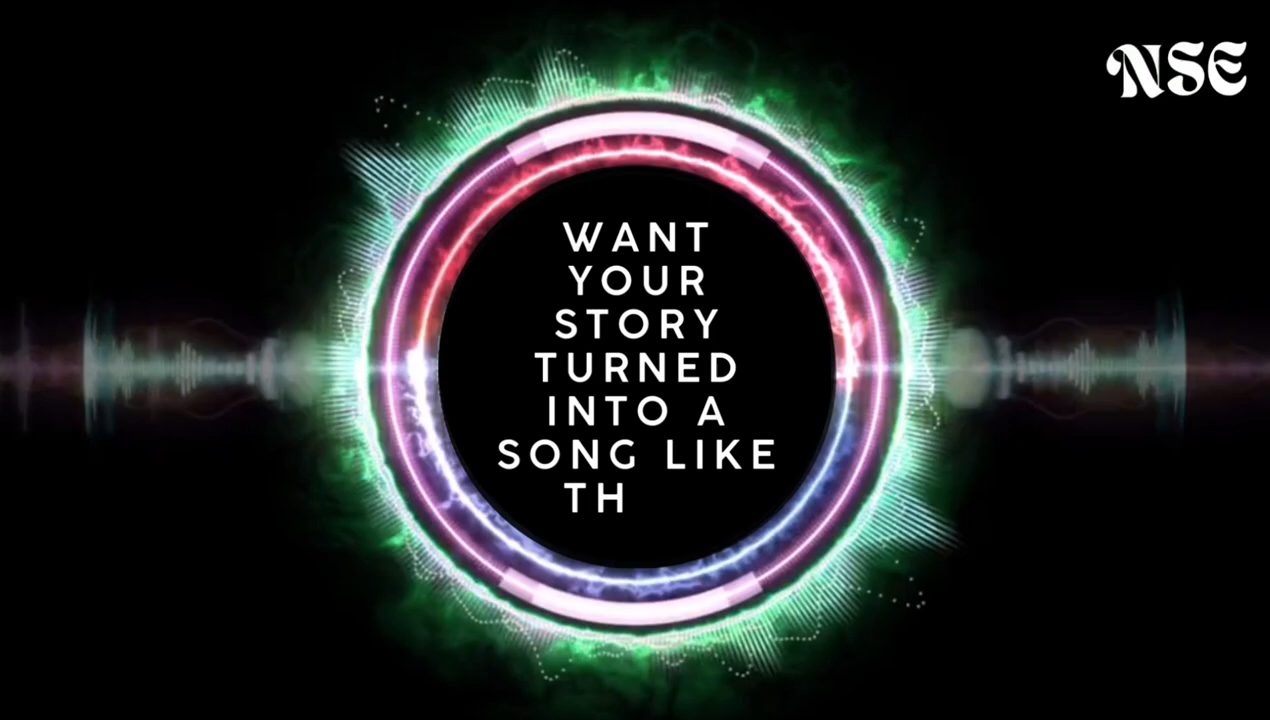 NSE
WANT
YOUR
STORY
TURNED
INTO A
SONG LIKE
TH